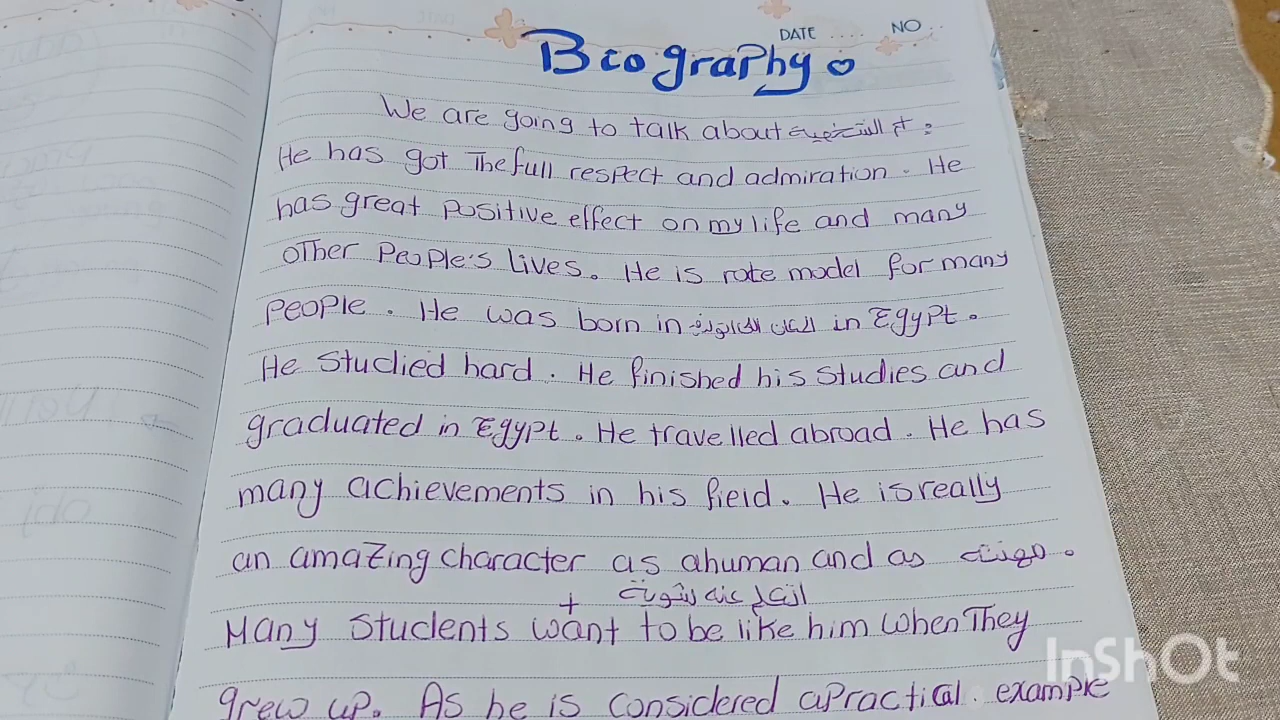 DATE ....
NO ..
Biography
We are going to talk about اسم الشخصية.
He has got The full respect and admiration. He
has great Positive effect on my life and many
other People's lives. He is role model for many
People. He was born in المكان اللي اتولد فيه in Egypt.
He studied hard. He finished his studies and
graduated in Egypt. He travelled abroad. He has
many achievements in his field. He is really
an amazing character as a human and as مهنته.
+ اتكلم عنه شوية
Many students want to be like him when They
grew up. As he is considered a Practical example
InShOt